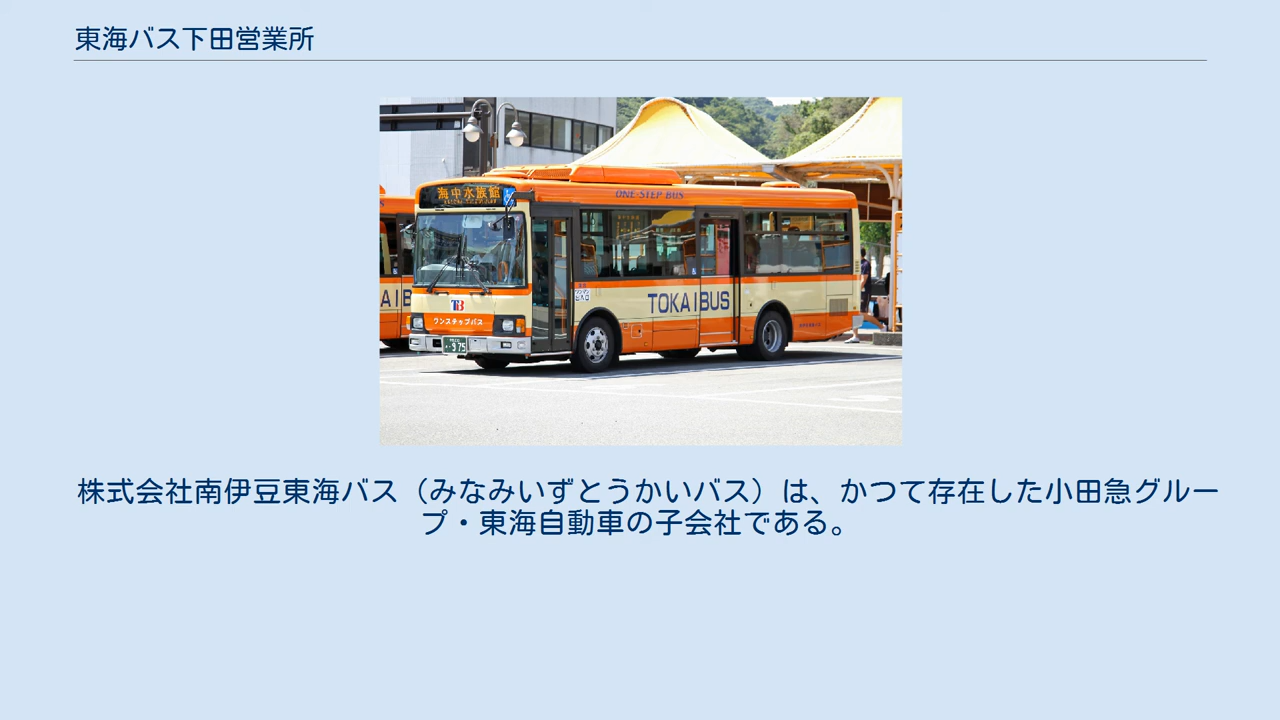 東海バス下田営業所
海中水族館
ONE-STEP BUS
TOKAI BUS
TB
ワンステップバス
975
AIB
株式会社南伊豆東海バス（みなみいずとうかいバス）は、かつて存在した小田急グルー
プ・東海自動車の子会社である。